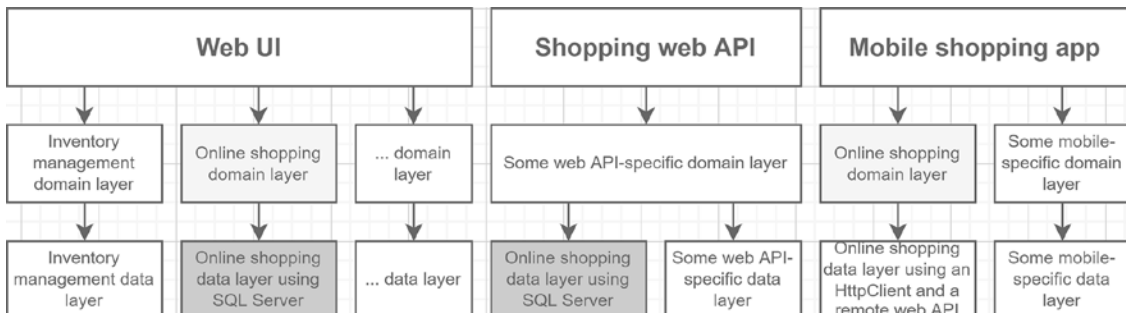 Web UI
Shopping web API
Mobile shopping app
Inventory
management
domain layer
Online shopping
domain layer
... domain
layer
Some web API-specific domain layer
Online shopping
domain layer
Some mobile-
specific domain
layer
Inventory
management data
layer
Online shopping
data layer using
SQL Server
... data layer
Online shopping
data layer using
SQL Server
Some web API-
specific data
layer
Online shopping
data layer using an
HttpClient and a
remote web API
Some mobile-
specific data
layer